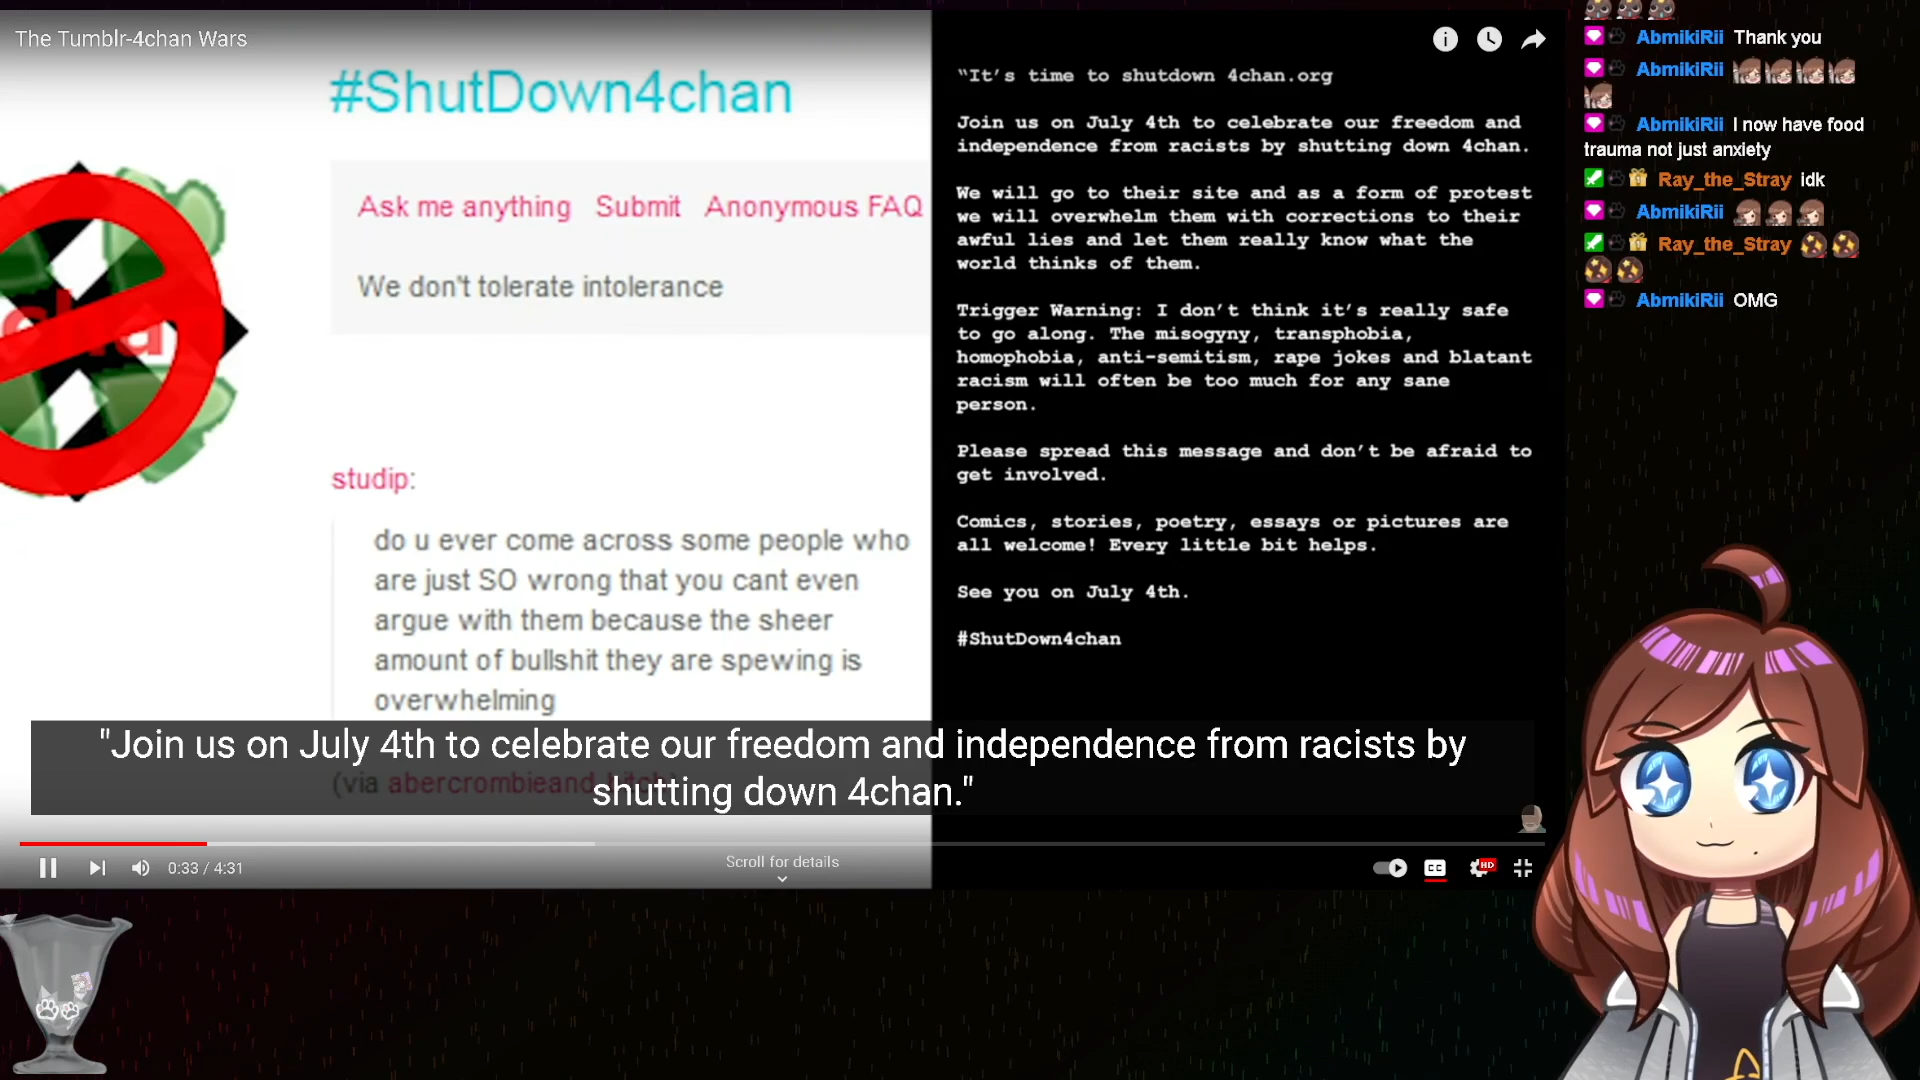 The Tumblr-4chan Wars
#ShutDown4chan
Ask me anything Submit Anonymous FAQ
We don't tolerate intolerance
studip:
do u ever come across some people who
are just SO wrong that you cant even
argue with them because the sheer
amount of bullshit they are spewing is
overwhelming
(via abercrombieand
"Join us on July 4th to celebrate our freedom and independence from racists by
shutting down 4chan."
“It’s time to shutdown 4chan.org
Join us on July 4th to celebrate our freedom and
independence from racists by shutting down 4chan.
We will go to their site and as a form of protest
we will overwhelm them with corrections to their
awful lies and let them really know what the
world thinks of them.
Trigger Warning: I don’t think it’s really safe
to go along. The misogyny, transphobia,
homophobia, anti-semitism, rape jokes and blatant
racism will often be too much for any sane
person.
Please spread this message and don’t be afraid to
get involved.
Comics, stories, poetry, essays or pictures are
all welcome! Every little bit helps.
See you on July 4th.
#ShutDown4chan
0:33 / 4:31
Scroll for details
CC
HD
AbmikiRii Thank you
AbmikiRii
AbmikiRii I now have food
trauma not just anxiety
Ray_the_Stray idk
AbmikiRii
Ray_the_Stray
AbmikiRii OMG